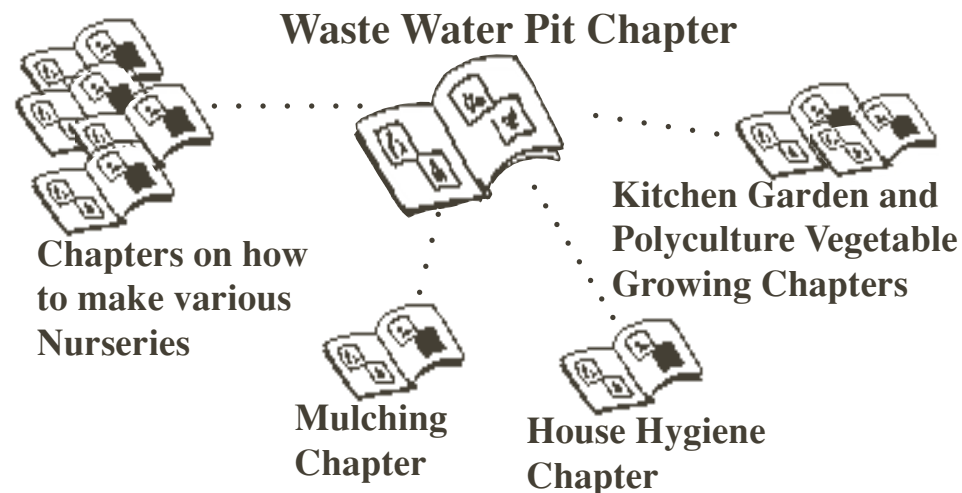 Waste Water Pit Chapter
Kitchen Garden and
Polyculture Vegetable
Growing Chapters
Chapters on how
to make various
Nurseries
Mulching
Chapter
House Hygiene
Chapter